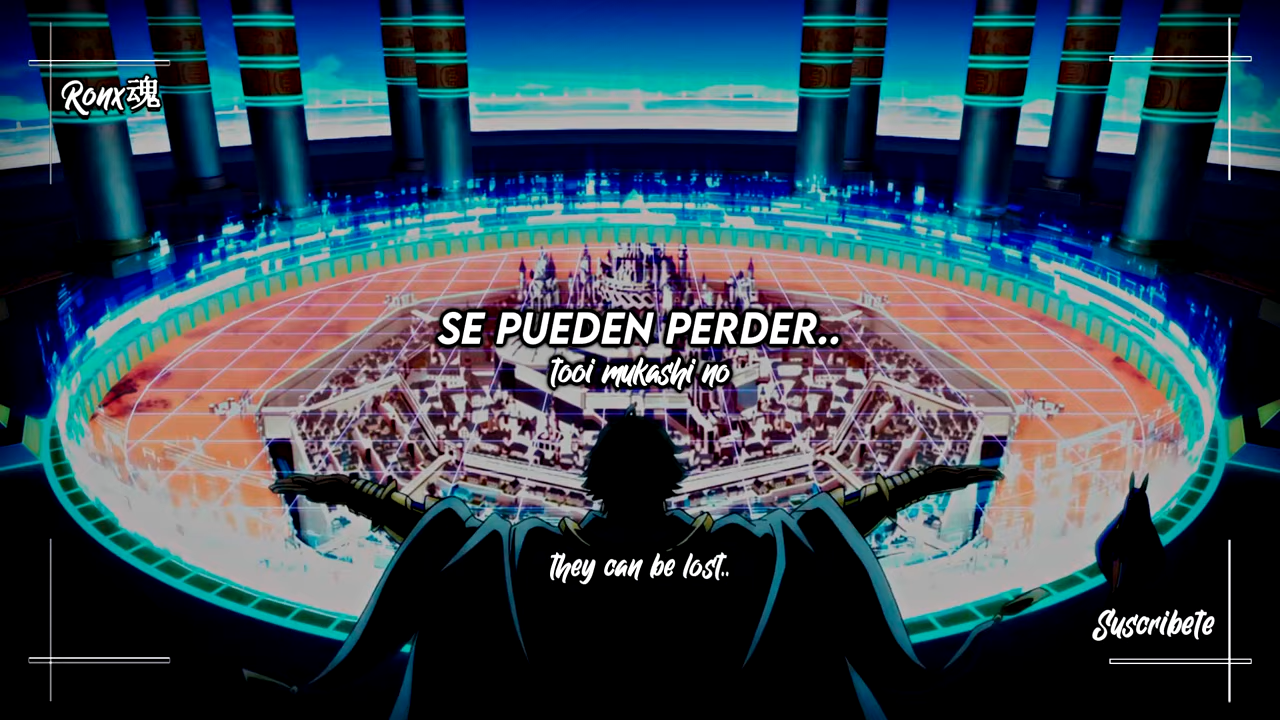 Ronx魂
SE PUEDEN PERDER..
tooi mukashi no
they can be lost..
Suscribete